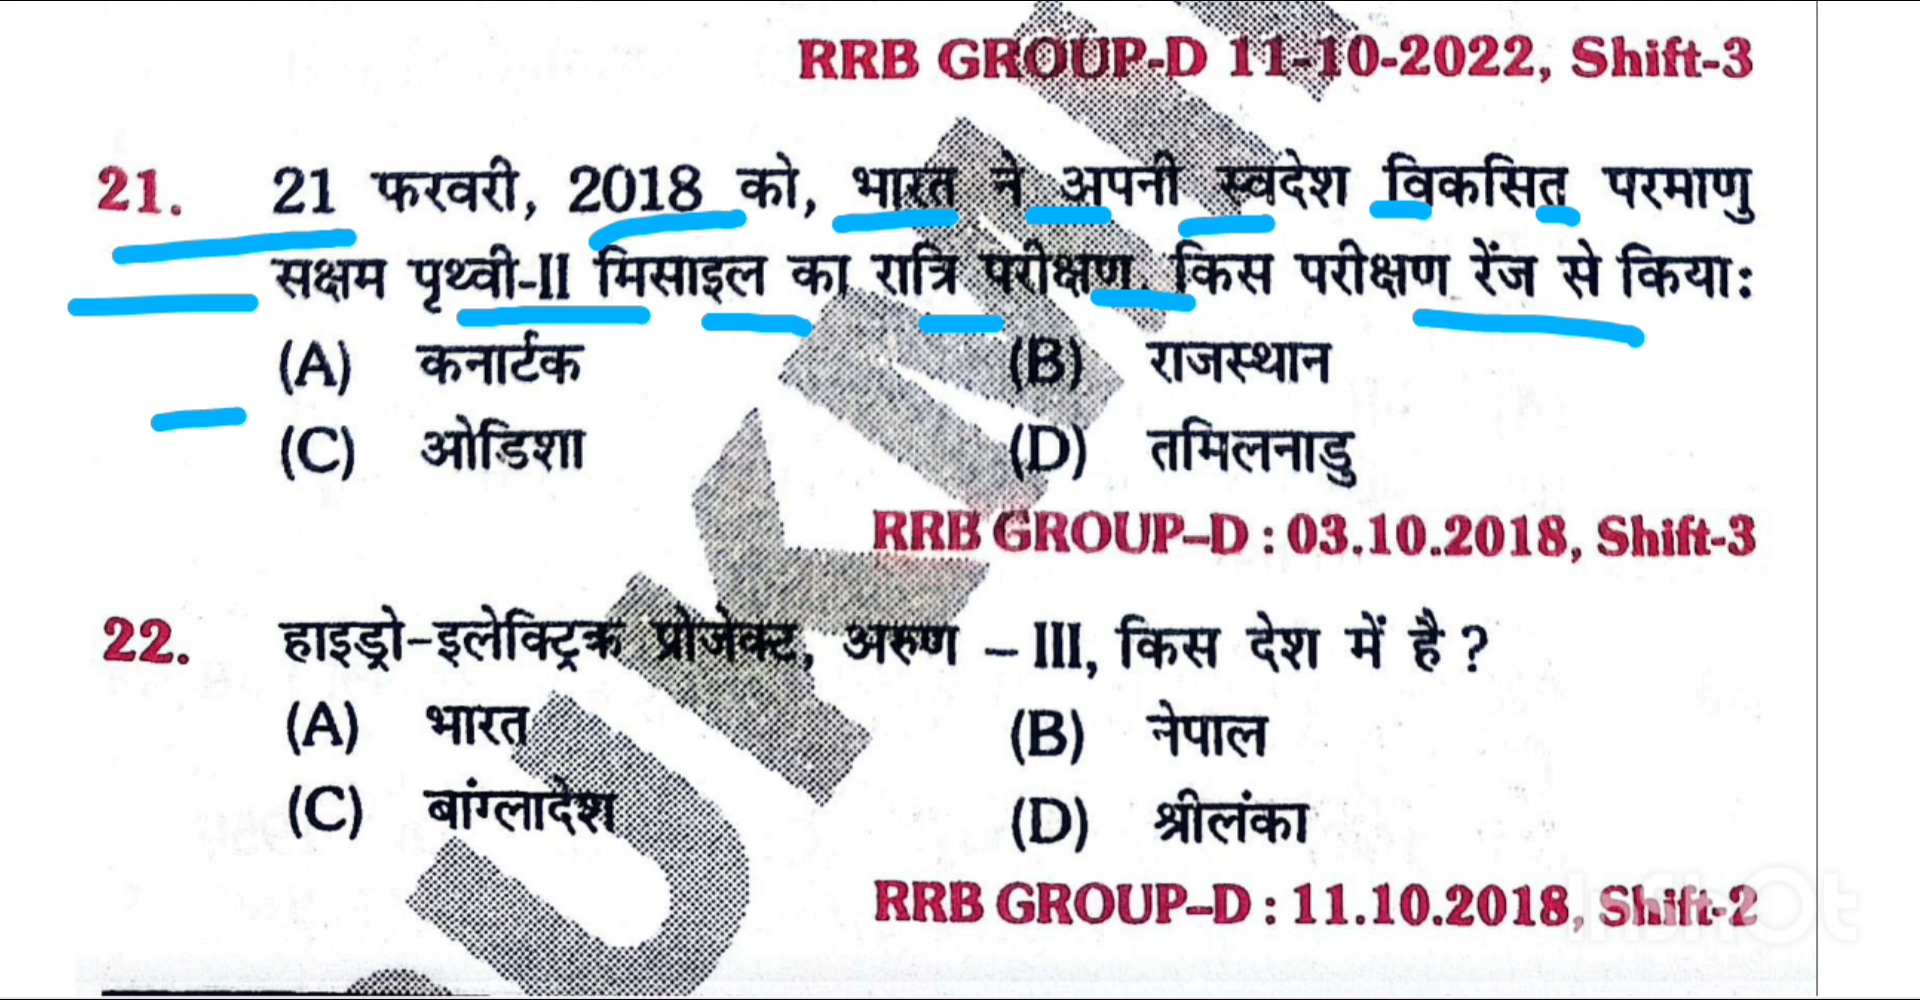 RRB GROUP-D 11-10-2022, Shift-3
21. 21 फरवरी, 2018 को, भारत ने अपनी स्वदेश विकसित परमाणु
सक्षम पृथ्वी-II मिसाइल का रात्रि परीक्षण, किस परीक्षण रेंज से किया:
(A) कनार्टक (B) राजस्थान
(C) ओडिशा (D) तमिलनाडु
RRB GROUP–D : 03.10.2018, Shift-3
22. हाइड्रो-इलेक्ट्रिक प्रोजेक्ट, अरुण – III, किस देश में है ?
(A) भारत (B) नेपाल
(C) बांग्लादेश (D) श्रीलंका
RRB GROUP–D : 11.10.2018, Shift-2
InShOt